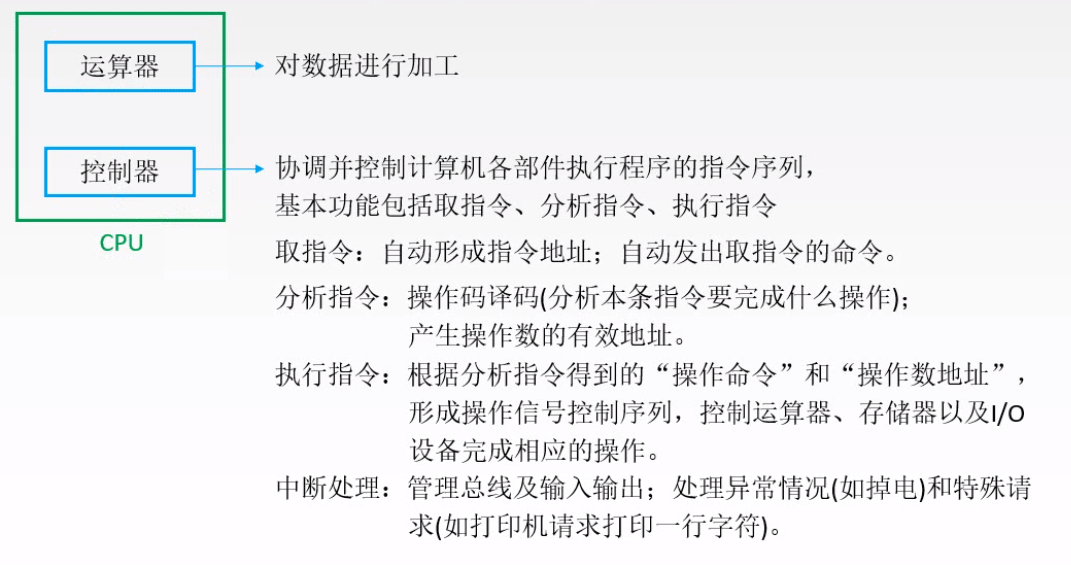 运算器
对数据进行加工
控制器
协调并控制计算机各部件执行程序的指令序列，
基本功能包括取指令、分析指令、执行指令
CPU
取指令：自动形成指令地址；自动发出取指令的命令。
分析指令：操作码译码(分析本条指令要完成什么操作)；
产生操作数的有效地址。
执行指令：根据分析指令得到的“操作命令”和“操作数地址”，
形成操作信号控制序列，控制运算器、存储器以及I/O
设备完成相应的操作。
中断处理：管理总线及输入输出；处理异常情况(如掉电)和特殊请
求(如打印机请求打印一行字符)。